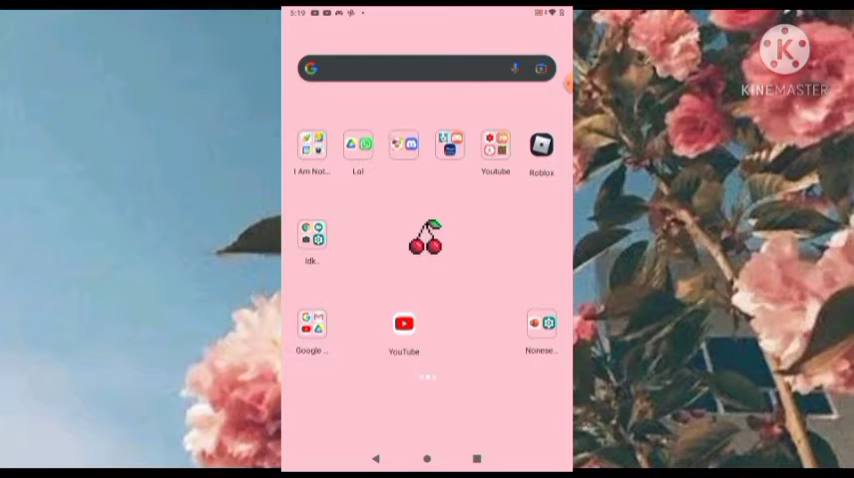 5:19
KINEMASTER
I Am Not...
Lol
Youtube
Roblox
Idk..
Google ..
YouTube
Nonese..